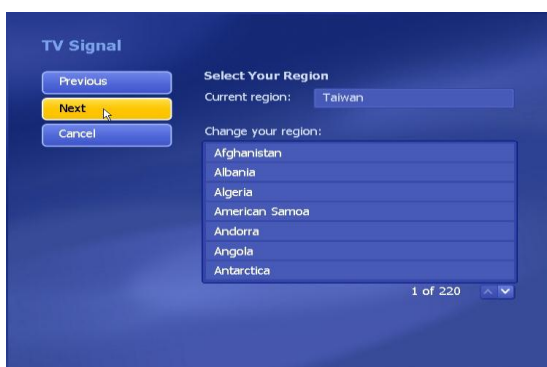 TV Signal
Previous
Next
Cancel
Select Your Region
Current region: Taiwan
Change your region:
Afghanistan
Albania
Algeria
American Samoa
Andorra
Angola
Antarctica
1 of 220